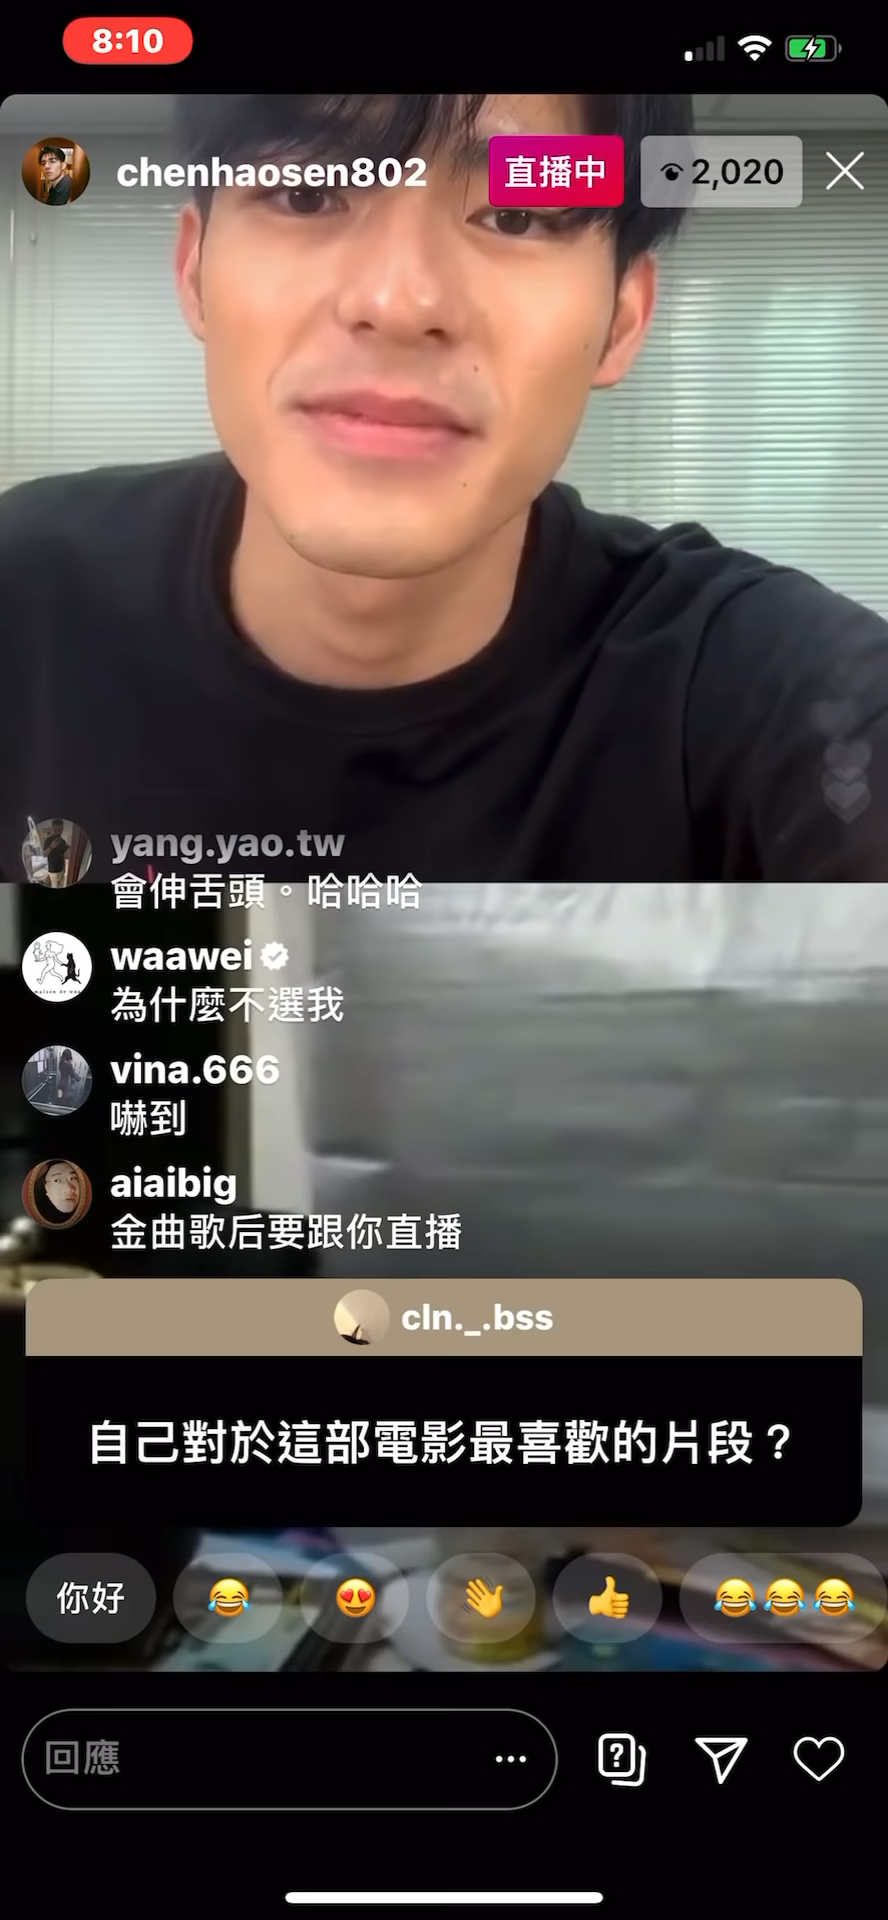 8:10
chenhaosen802
直播中
2,020
yang.yao.tw
會伸舌頭。哈哈哈
waawei
為什麼不選我
vina.666
嚇到
aiaibig
金曲歌后要跟你直播
cln._.bss
自己對於這部電影最喜歡的片段？
你好
回應